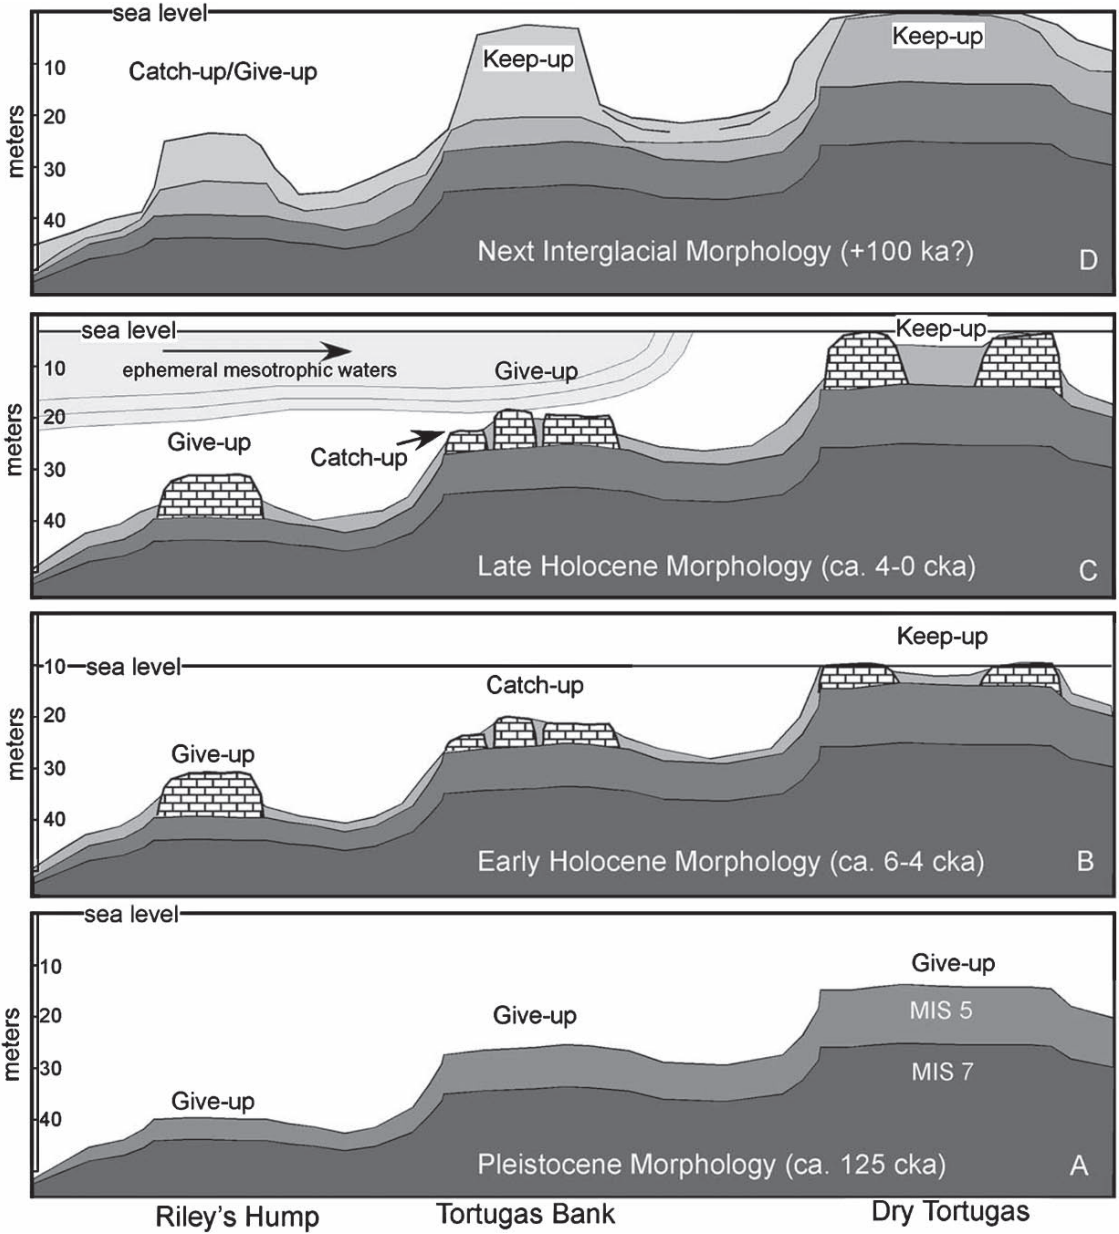 sea level
Keep-up
Keep-up
Catch-up/Give-up
10
20
30
40
meters
Next Interglacial Morphology (+100 ka?)
D
sea level
Keep-up
ephemeral mesotrophic waters
Give-up
10
20
Give-up
Catch-up
30
40
meters
Late Holocene Morphology (ca. 4-0 cka)
C
Keep-up
10
sea level
Catch-up
20
Give-up
30
40
meters
Early Holocene Morphology (ca. 6-4 cka)
B
sea level
10
Give-up
MIS 5
20
Give-up
30
MIS 7
Give-up
40
meters
Pleistocene Morphology (ca. 125 cka)
A
Riley's Hump
Tortugas Bank
Dry Tortugas